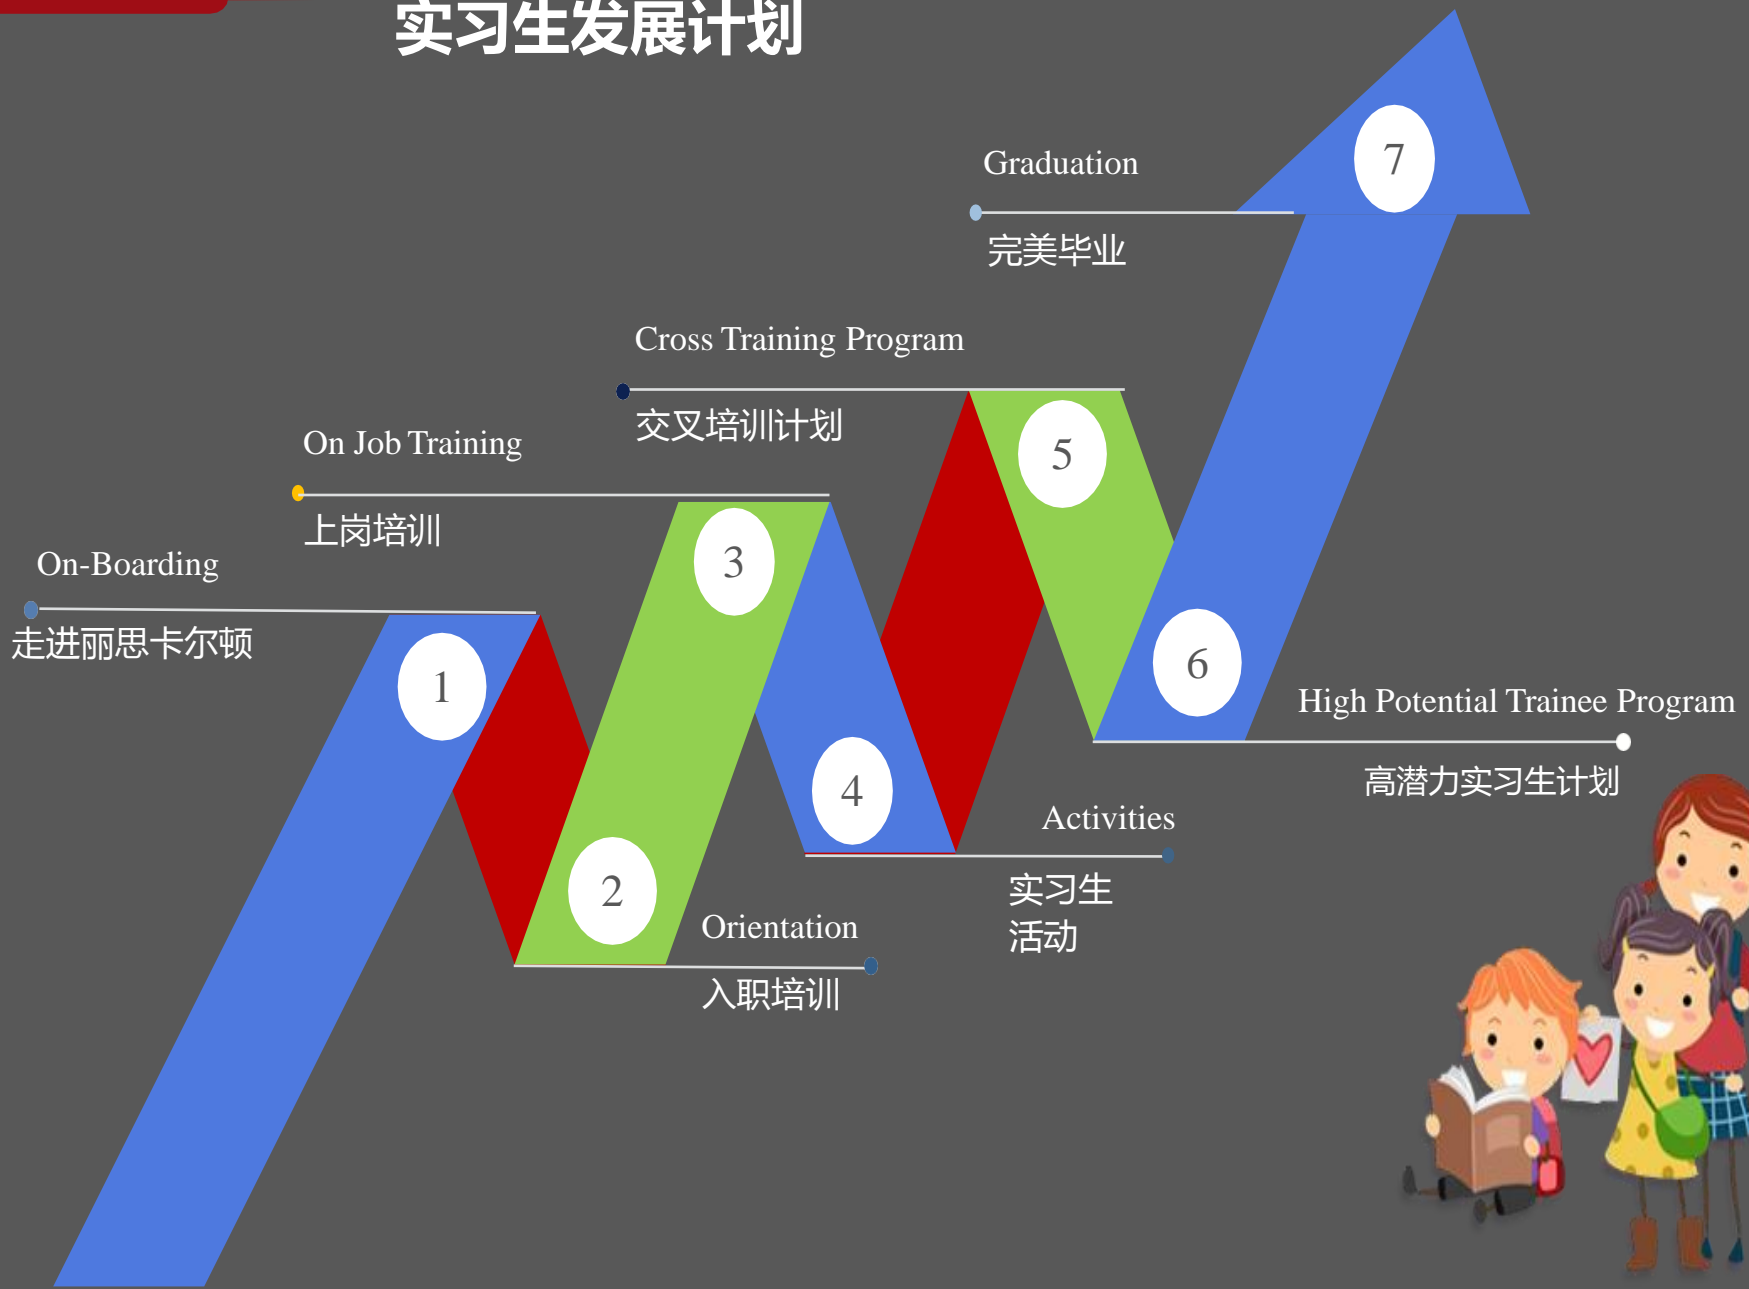 实习生发展计划
7
Graduation
完美毕业
Cross Training Program
交叉培训计划
5
On Job Training
上岗培训
3
On-Boarding
走进丽思卡尔顿
1
6
High Potential Trainee Program
高潜力实习生计划
4
Activities
实习生
活动
2
Orientation
入职培训